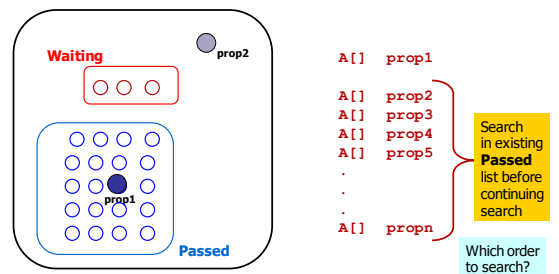 Waiting
prop2
prop1
Passed
A[] prop1
A[] prop2
A[] prop3
A[] prop4
A[] prop5
.
.
.
A[] propn
Search
in existing
Passed
list before
continuing
search
Which order
to search?